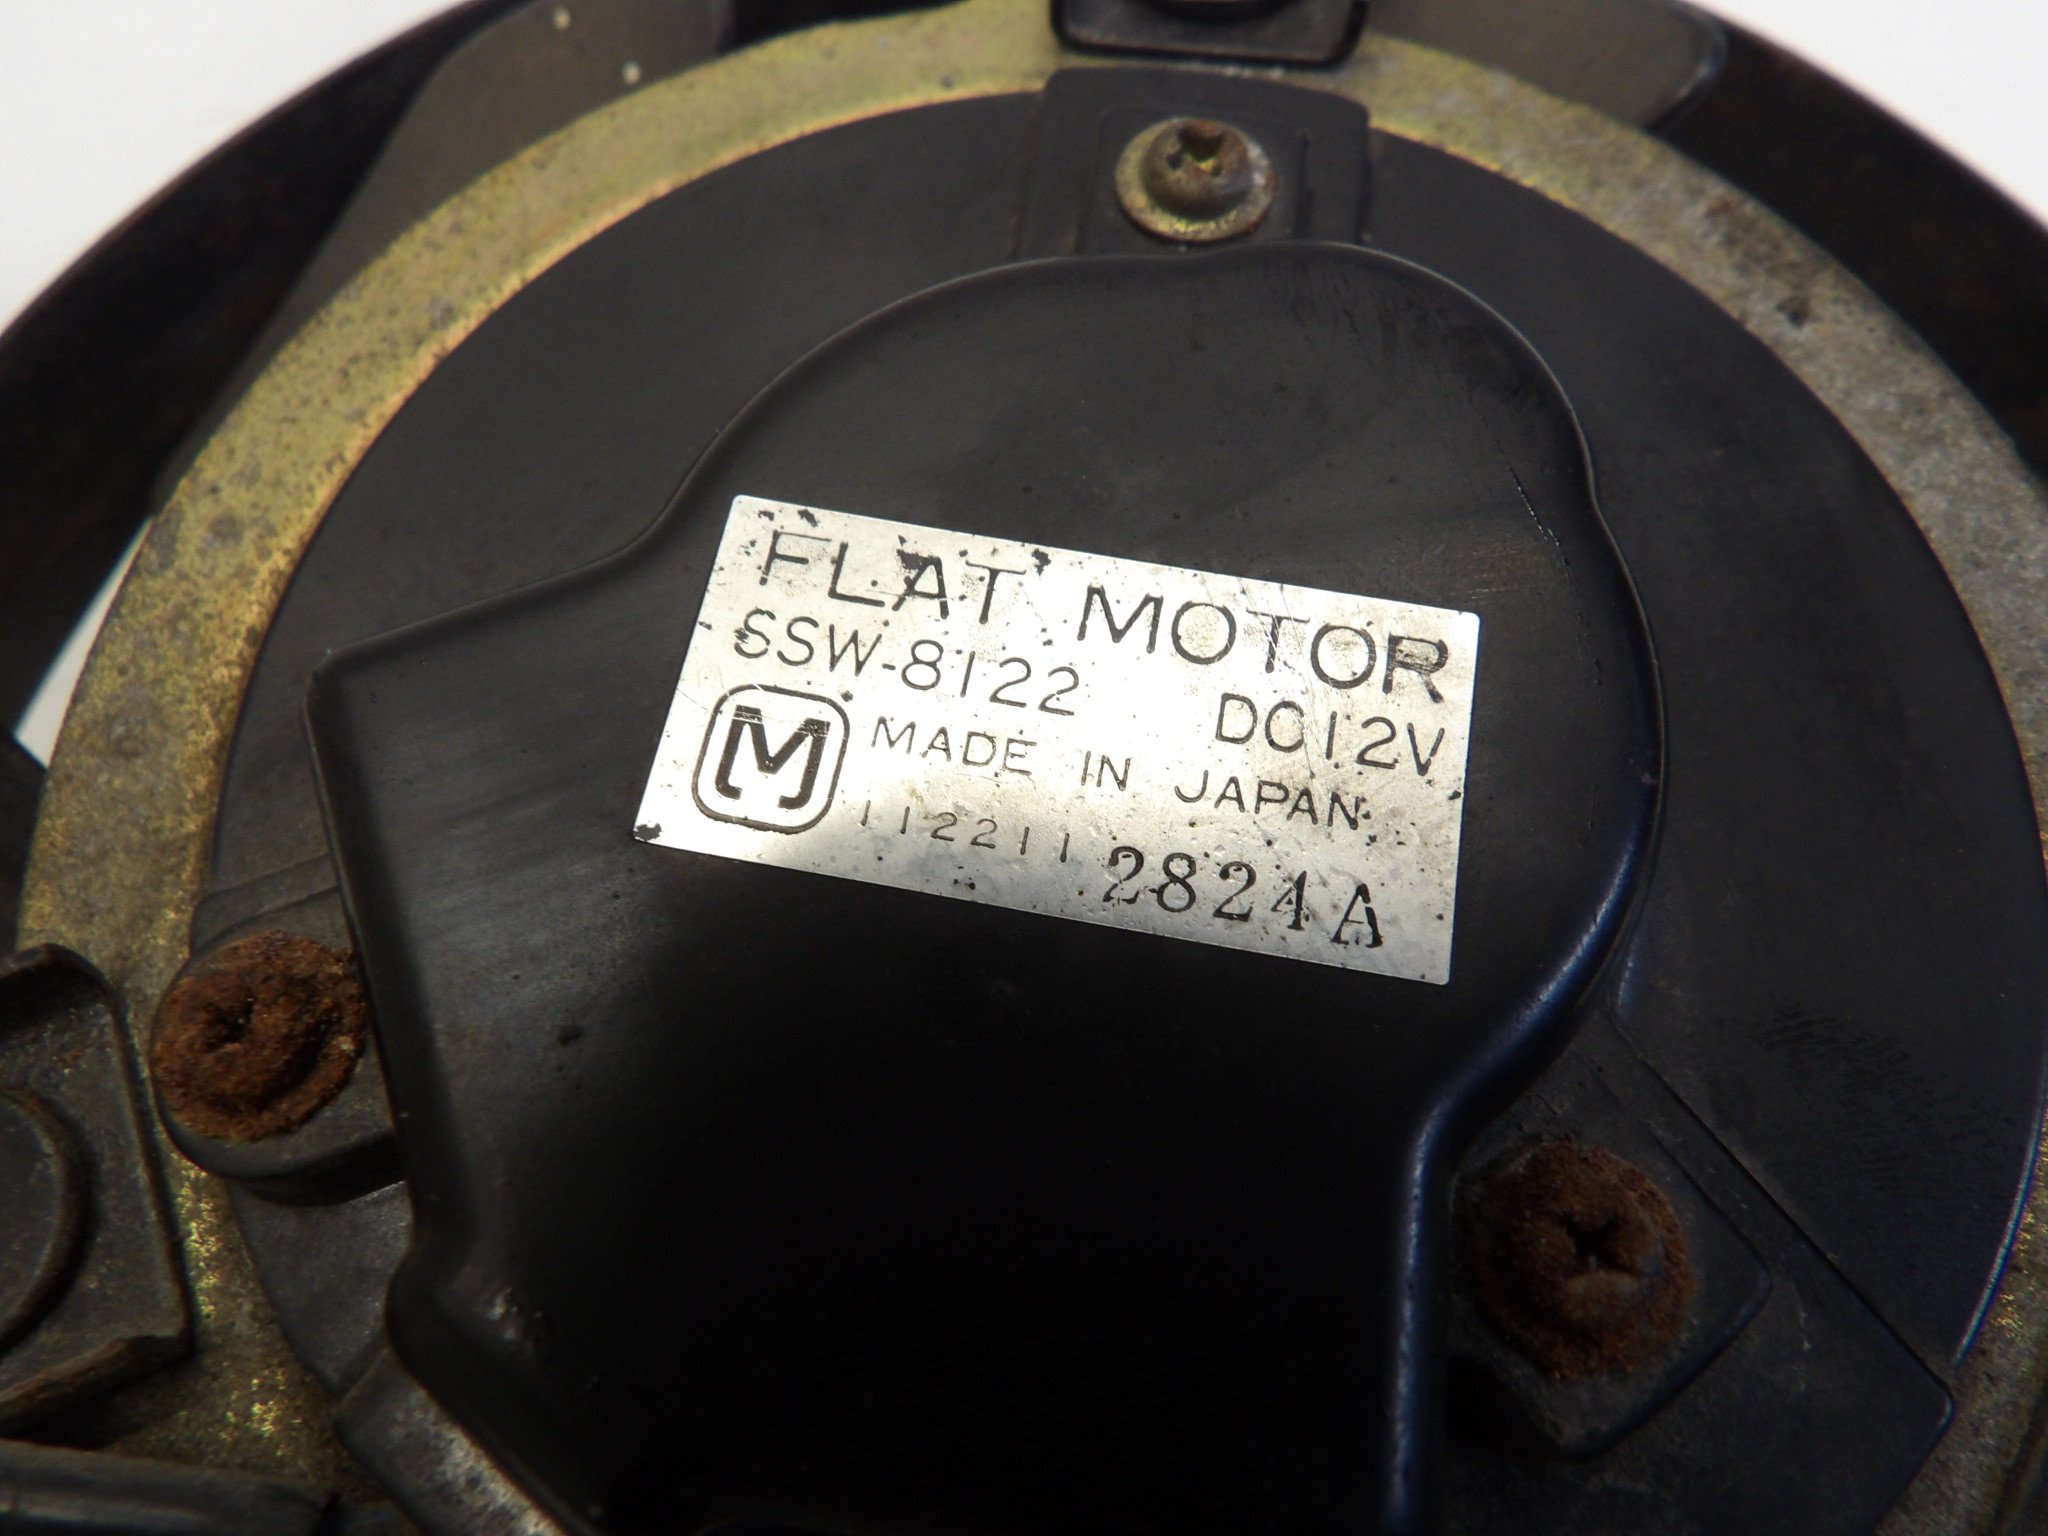 FLAT MOTOR
SSW-8122 DC12V
M MADE IN JAPAN
112211 2824A